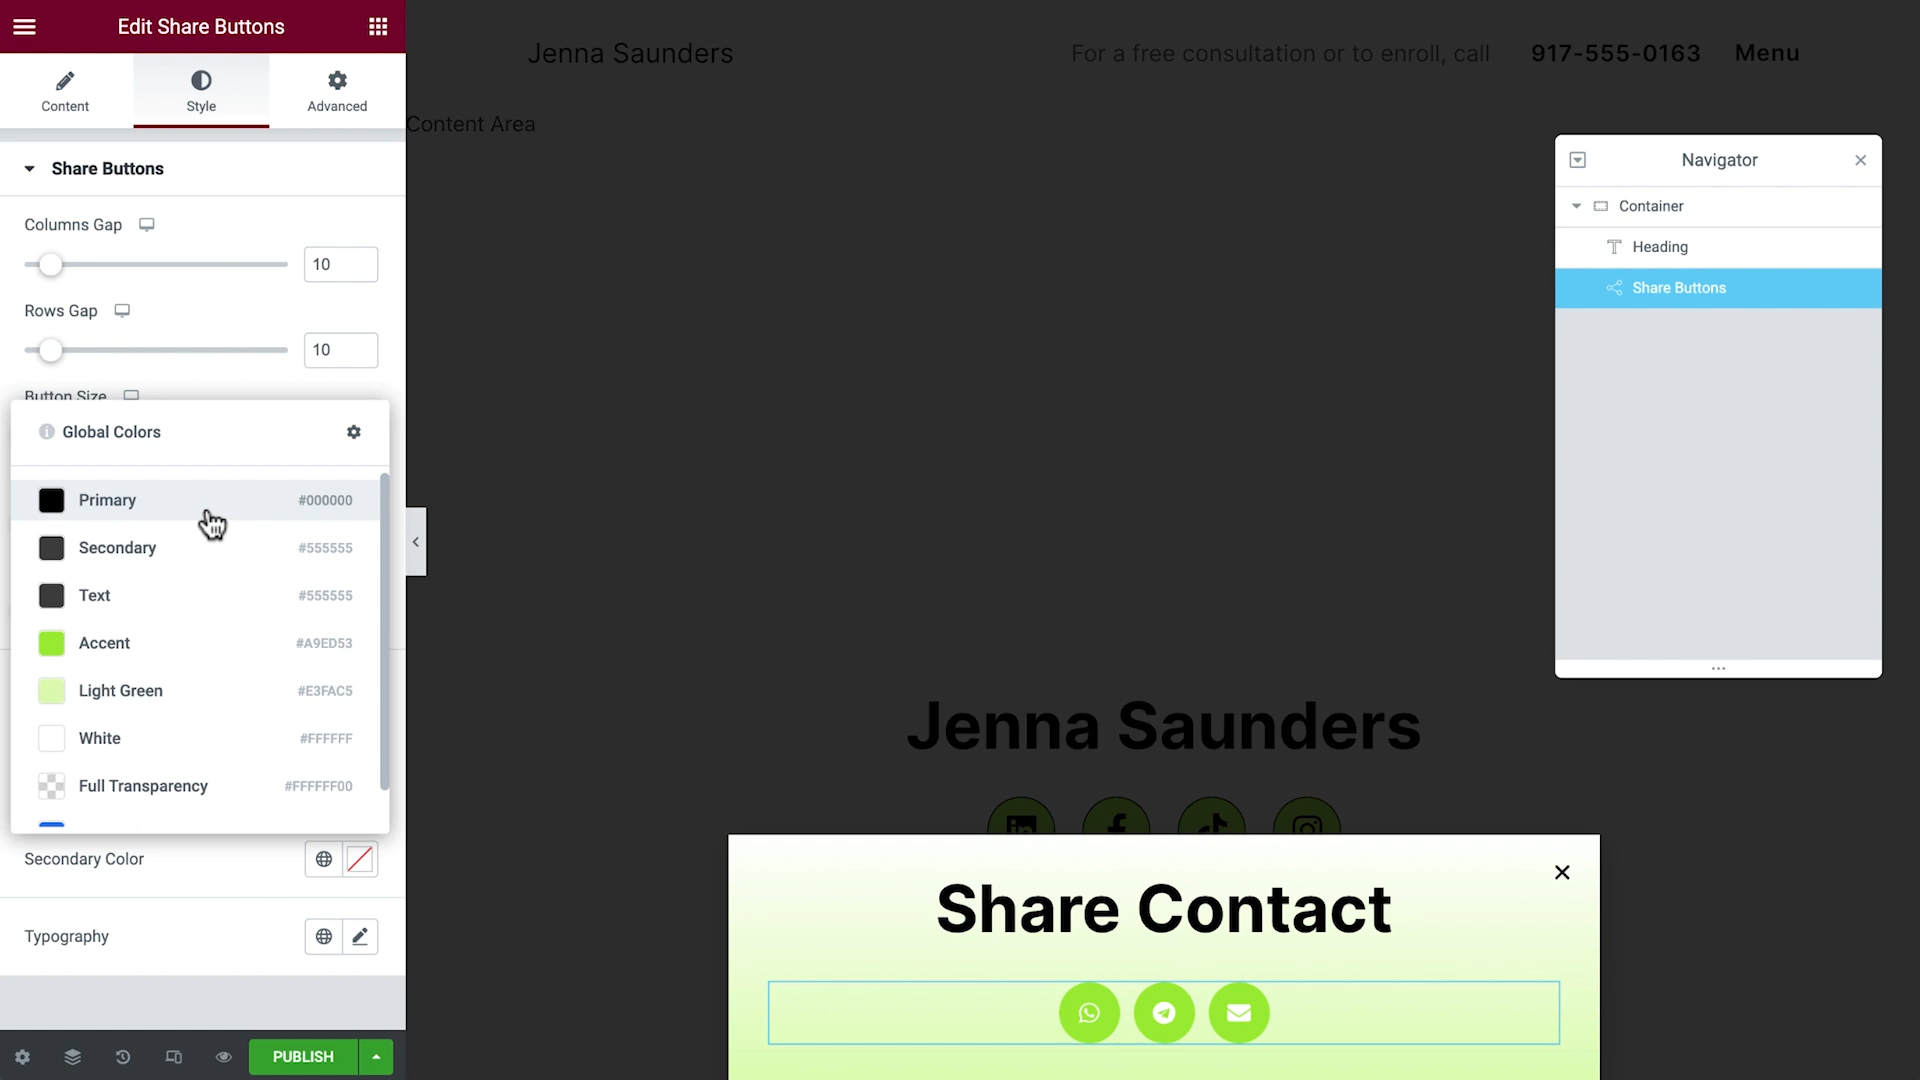 Edit Share Buttons
Content
Style
Advanced
Share Buttons
Columns Gap
10
Rows Gap
10
Button Size
Global Colors
Primary #000000
Secondary #555555
Text #555555
Accent #A9ED53
Light Green #E3FAC5
White #FFFFFF
Full Transparency #FFFFFF00
Secondary Color
Typography
PUBLISH
Jenna Saunders
For a free consultation or to enroll, call 917-555-0163 Menu
Content Area
Navigator
Container
Heading
Share Buttons
Jenna Saunders
Share Contact